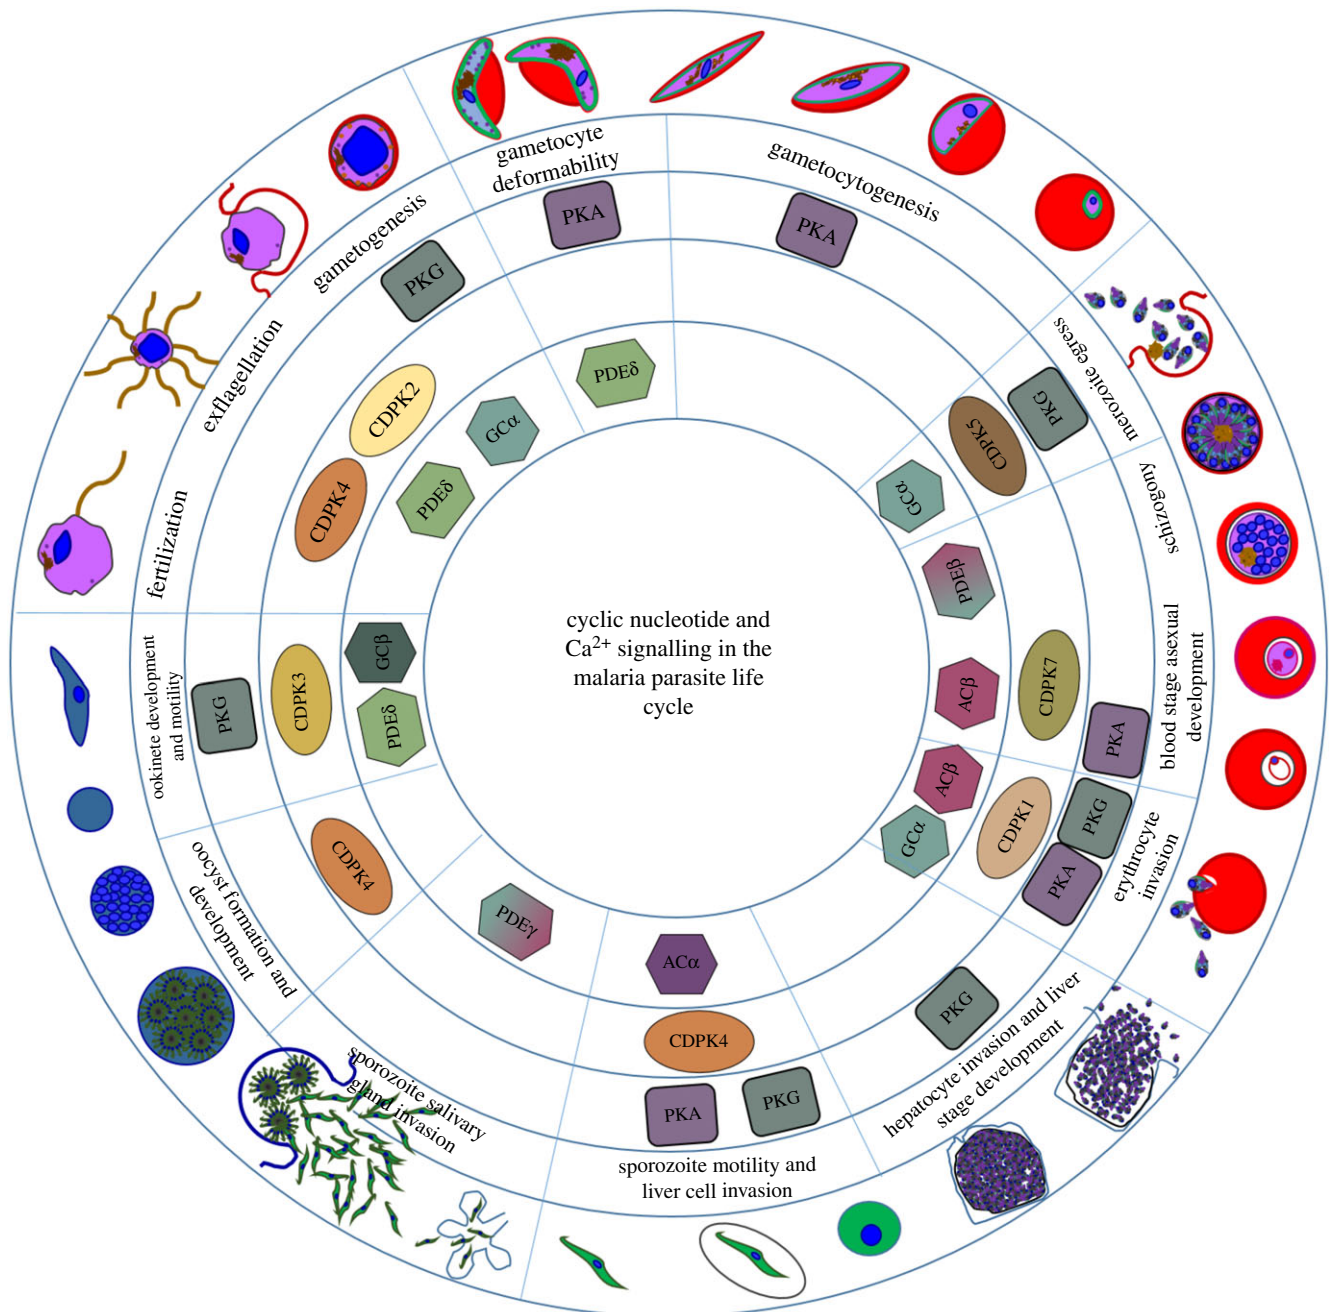 gametocyte
deformability
gametocytogenesis
merozoite egress
schizogony
blood stage asexual
development
erythrocyte
invasion
hepatocyte invasion and liver
stage development
sporozoite motility and
liver cell invasion
sporozoite salivary
gland invasion
oocyst formation and
development
ookinete development
and motility
fertilization
exflagellation
gametogenesis
PKA
PKA
PKG
PKA
PKG
PKA
PKG
PKG
PKA
PKG
PKG
CDPK5
CDPK7
CDPK1
CDPK4
CDPK4
CDPK3
CDPK4
CDPK2
PDEδ
GCα
PDEβ
ACβ
ACβ
GCα
ACα
PDEγ
PDEδ
GCβ
PDEδ
GCα
cyclic nucleotide and
Ca²⁺ signalling in the
malaria parasite life
cycle